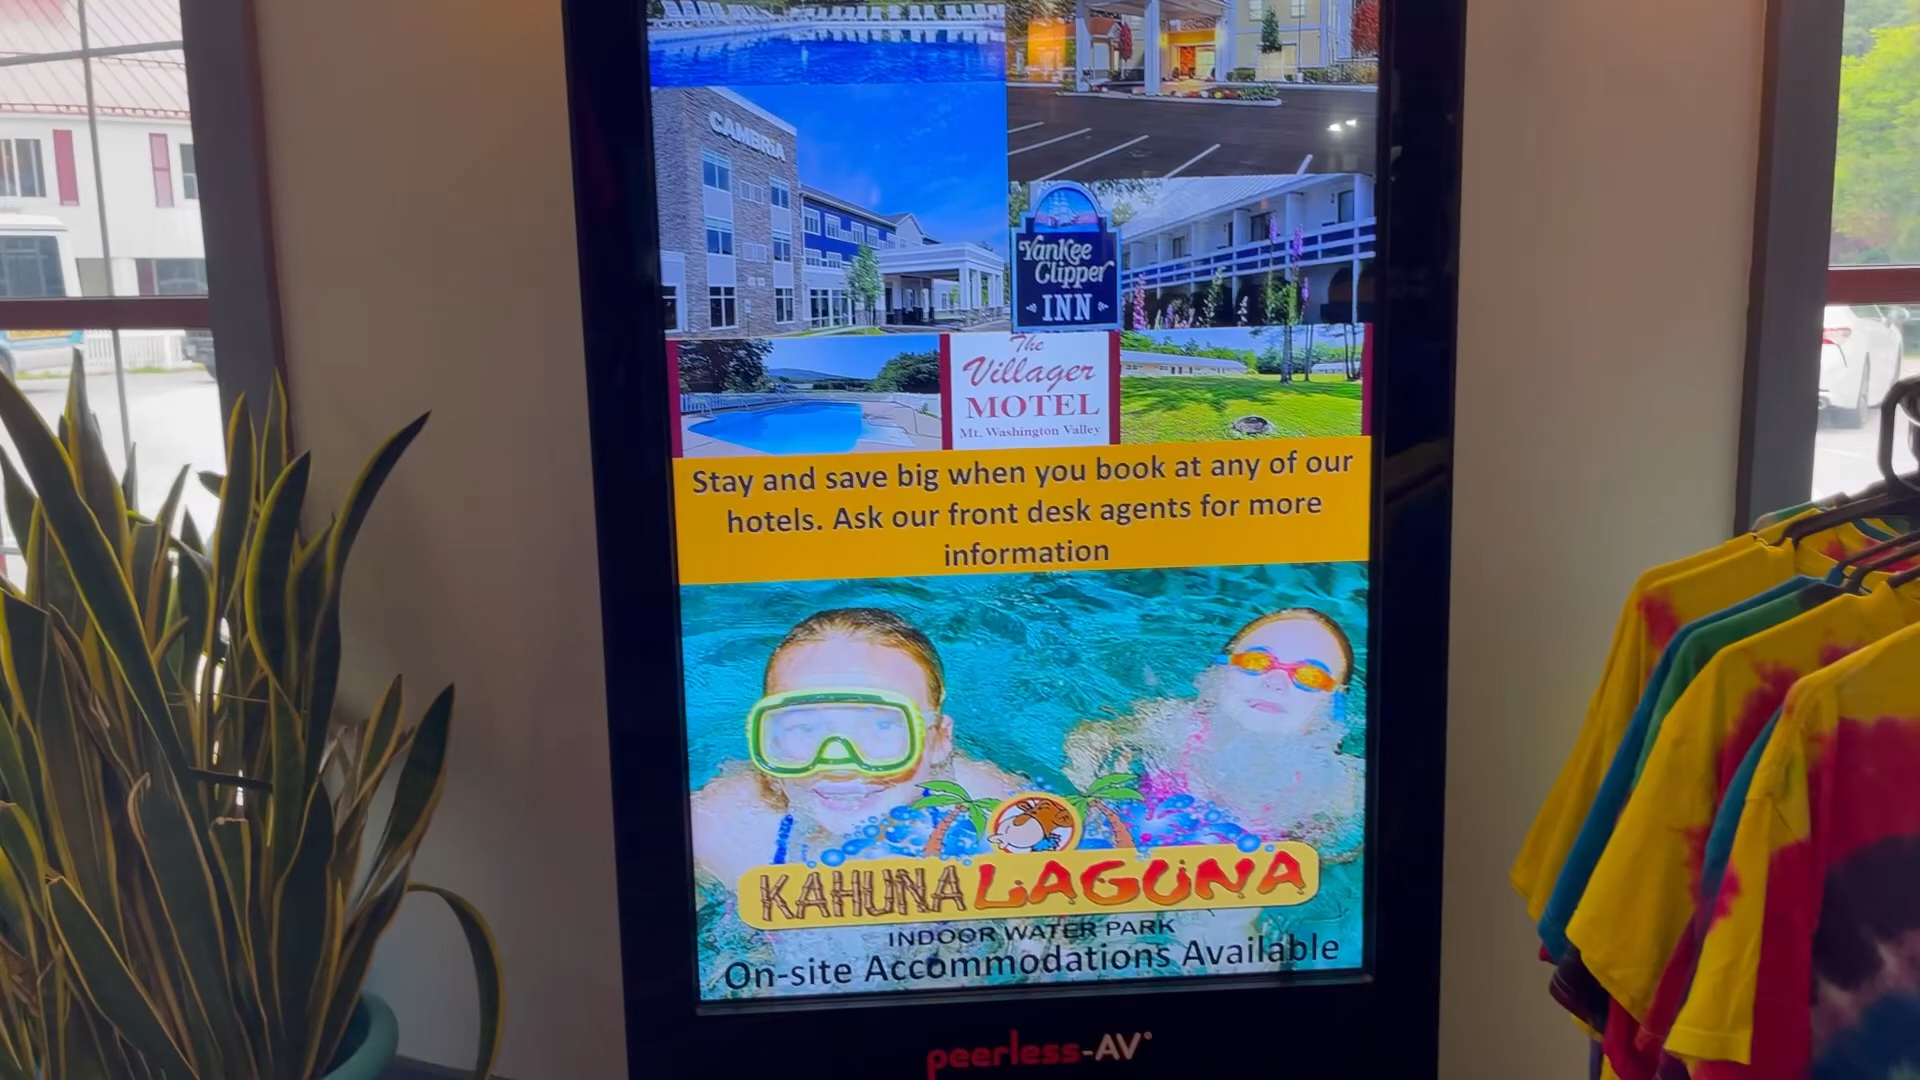 CAMBRIA
Yankee
Clipper
INN
The
Villager
MOTEL
Mt. Washington Valley
Stay and save big when you book at any of our
hotels. Ask our front desk agents for more
information
KAHUNA LAGUNA
INDOOR WATER PARK
On-site Accommodations Available
peerless-AV